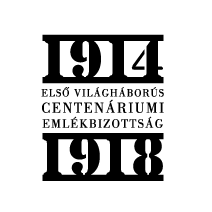 1914
ELSŐ VILÁGHÁBORÚS
CENTENÁRIUMI
EMLÉKBIZOTTSÁG
1918